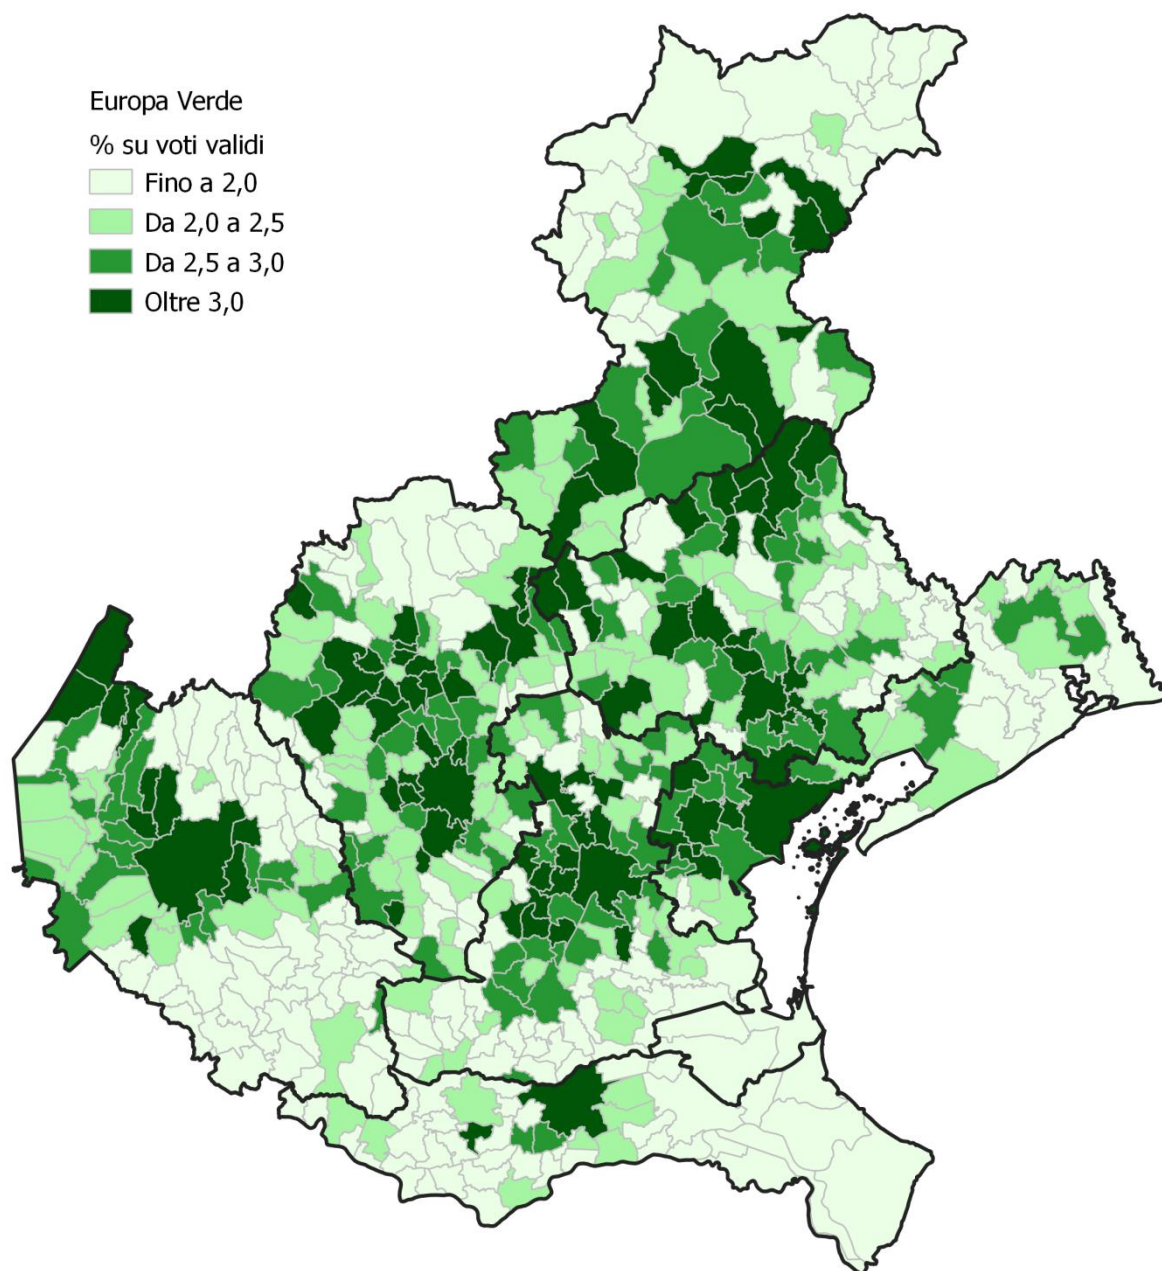 Europa Verde
% su voti validi
Fino a 2,0
Da 2,0 a 2,5
Da 2,5 a 3,0
Oltre 3,0